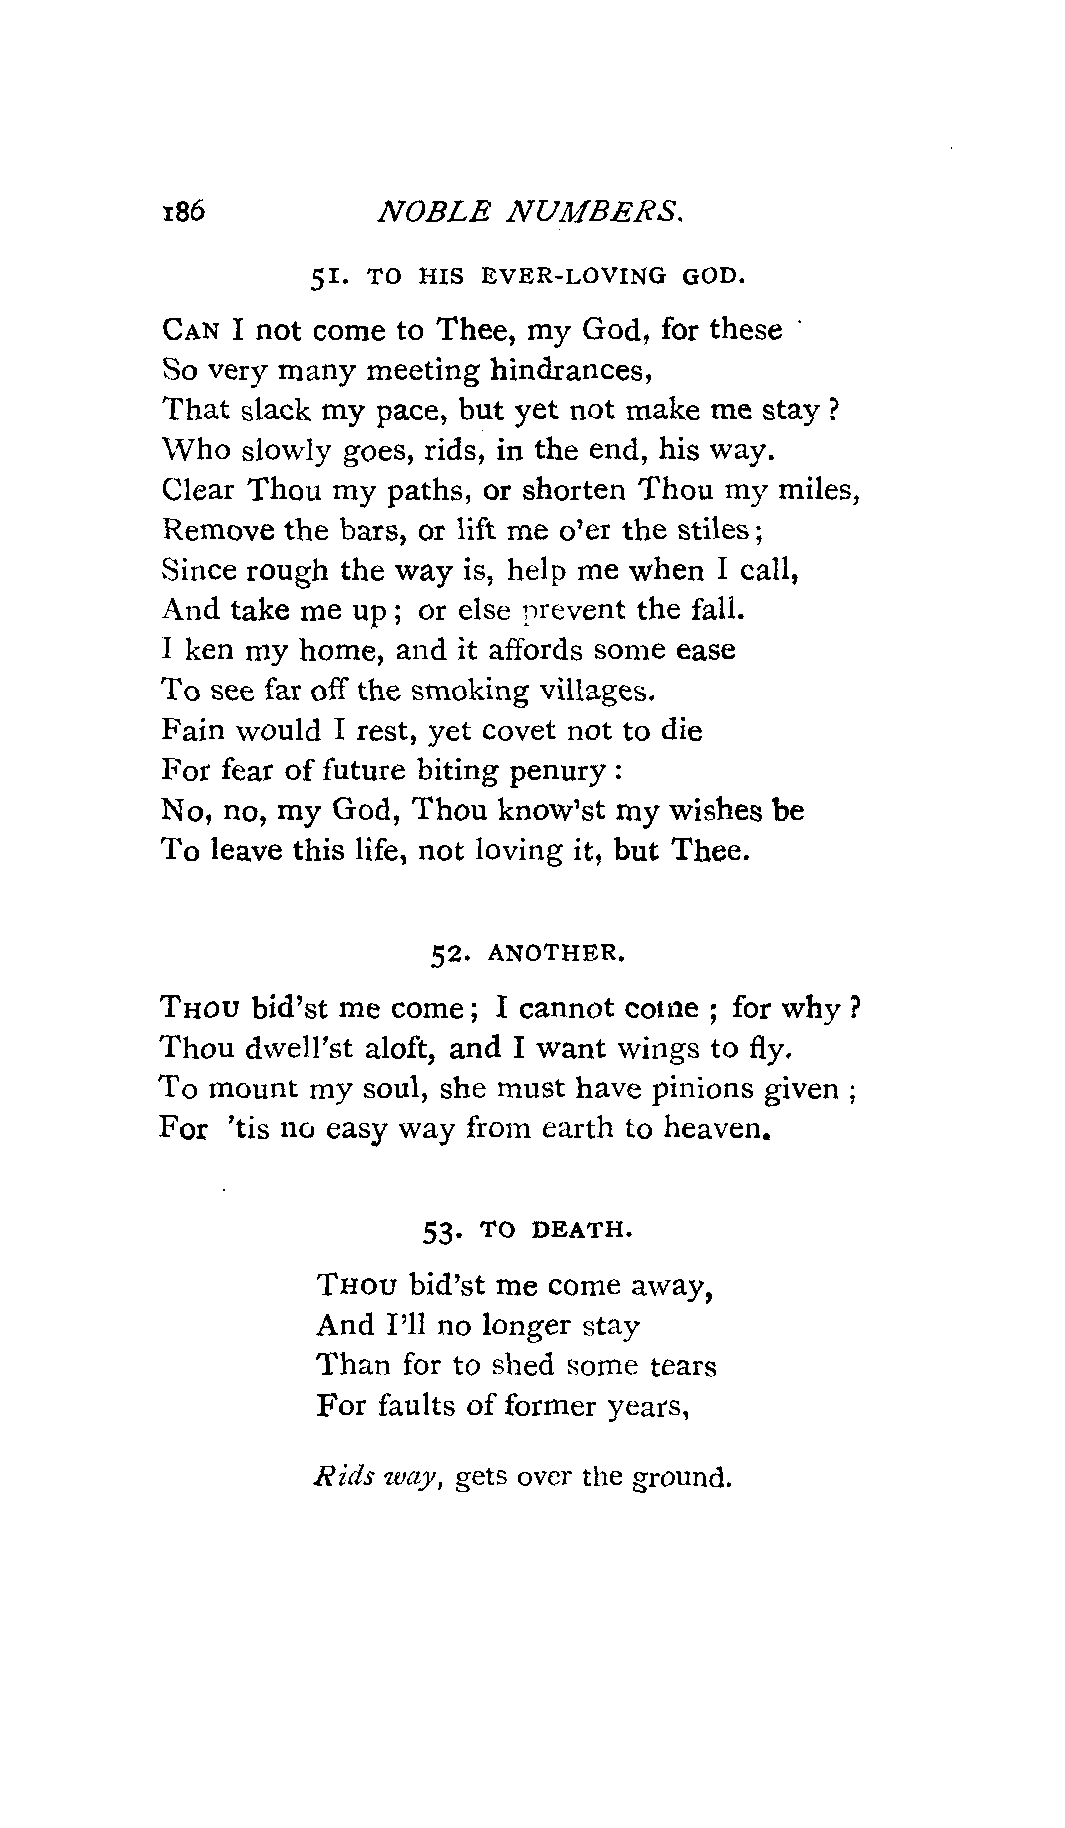 186 NOBLE NUMBERS.
51. TO HIS EVER-LOVING GOD.
CAN I not come to Thee, my God, for these
So very many meeting hindrances,
That slack my pace, but yet not make me stay ?
Who slowly goes, rids, in the end, his way.
Clear Thou my paths, or shorten Thou my miles,
Remove the bars, or lift me o'er the stiles ;
Since rough the way is, help me when I call,
And take me up ; or else prevent the fall.
I ken my home, and it affords some ease
To see far off the smoking villages.
Fain would I rest, yet covet not to die
For fear of future biting penury :
No, no, my God, Thou know'st my wishes be
To leave this life, not loving it, but Thee.
52. ANOTHER.
THOU bid'st me come ; I cannot come ; for why ?
Thou dwell'st aloft, and I want wings to fly.
To mount my soul, she must have pinions given ;
For 'tis no easy way from earth to heaven.
53. TO DEATH.
THOU bid'st me come away,
And I'll no longer stay
Than for to shed some tears
For faults of former years,
Rids way, gets over the ground.